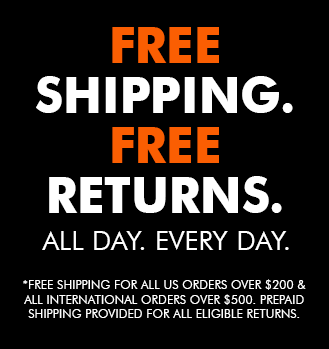 FREE
SHIPPING.
FREE
RETURNS.
ALL DAY. EVERY DAY.
*FREE SHIPPING FOR ALL US ORDERS OVER $200 &
ALL INTERNATIONAL ORDERS OVER $500. PREPAID
SHIPPING PROVIDED FOR ALL ELIGIBLE RETURNS.